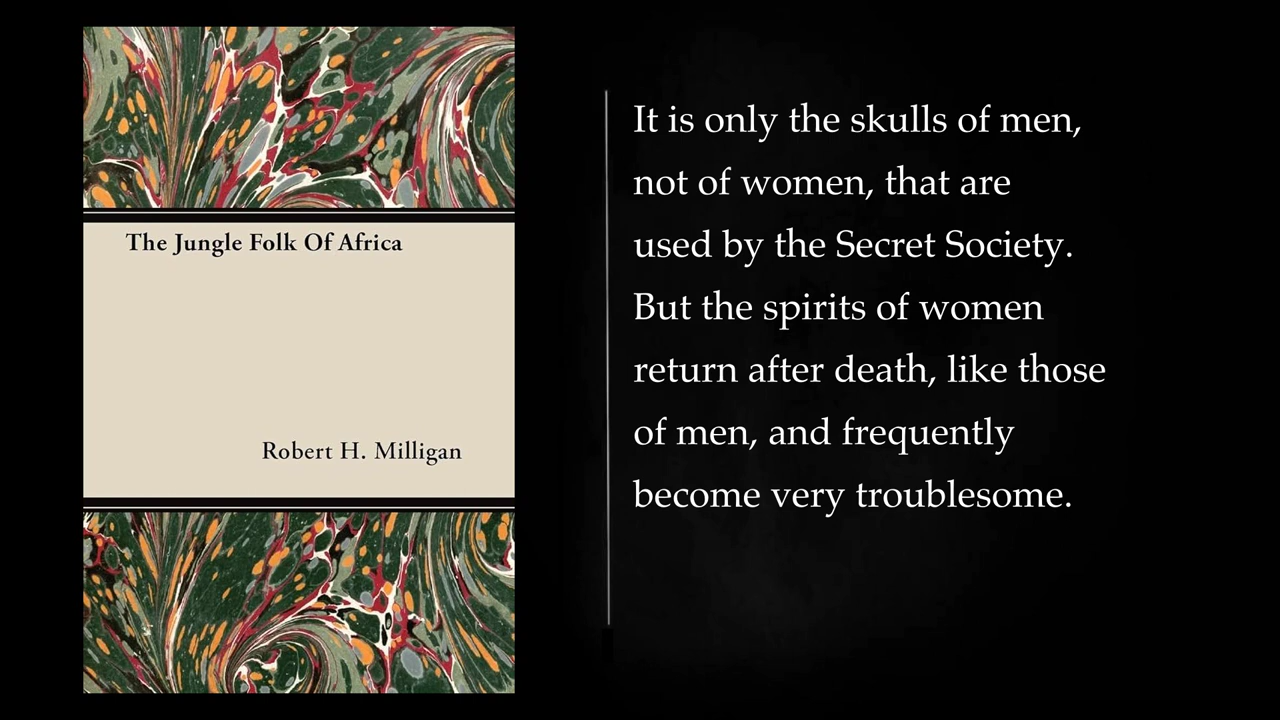 The Jungle Folk Of Africa
Robert H. Milligan
It is only the skulls of men,
not of women, that are
used by the Secret Society.
But the spirits of women
return after death, like those
of men, and frequently
become very troublesome.